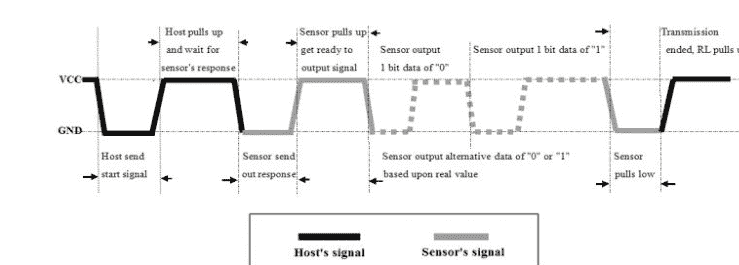 Host pulls up
and wait for
sensor's response
Sensor pulls up
get ready to
output signal
Sensor output
1 bit data of "0"
Sensor output 1 bit data of "1"
Transmission
ended, RL pulls
VCC
GND
Host send
start signal
Sensor send
out response
Sensor output alternative data of "0" or "1"
based upon real value
Sensor
pulls low
Host's signal
Sensor's signal